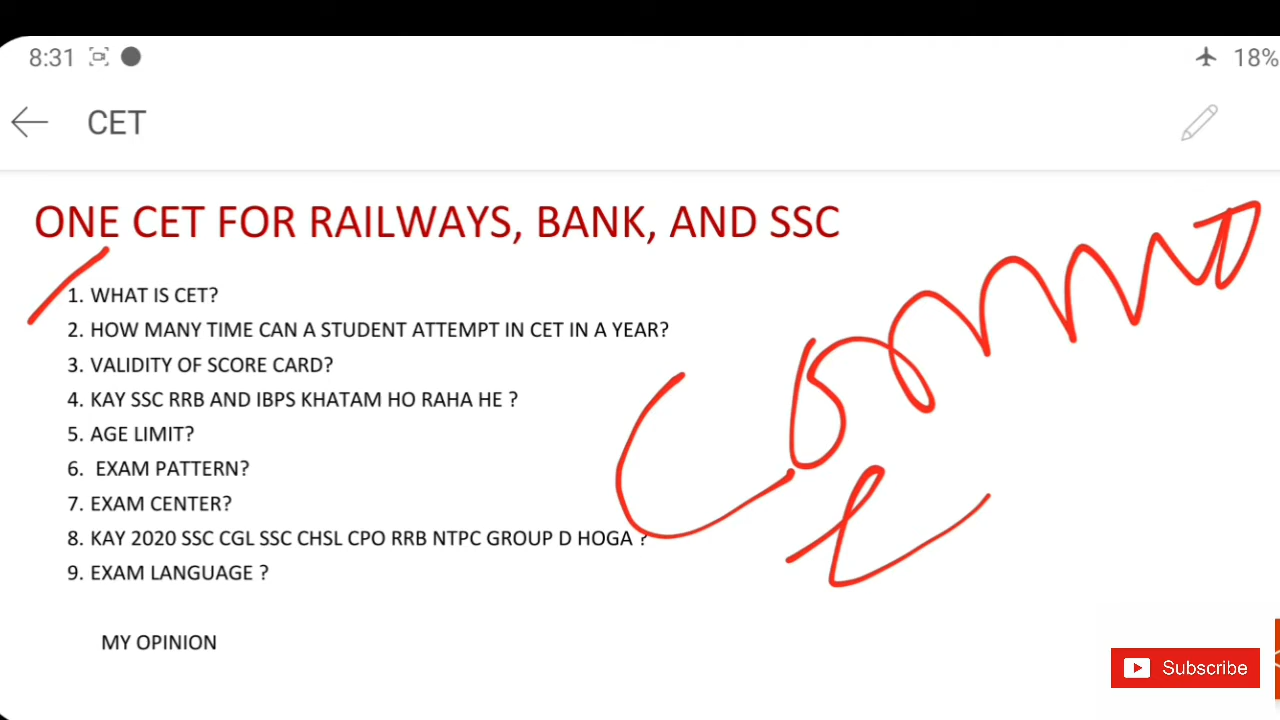 8:31 18%
CET
ONE CET FOR RAILWAYS, BANK, AND SSC
1. WHAT IS CET?
2. HOW MANY TIME CAN A STUDENT ATTEMPT IN CET IN A YEAR?
3. VALIDITY OF SCORE CARD?
4. KAY SSC RRB AND IBPS KHATAM HO RAHA HE ?
5. AGE LIMIT?
6. EXAM PATTERN?
7. EXAM CENTER?
8. KAY 2020 SSC CGL SSC CHSL CPO RRB NTPC GROUP D HOGA ?
9. EXAM LANGUAGE ?
MY OPINION
Subscribe